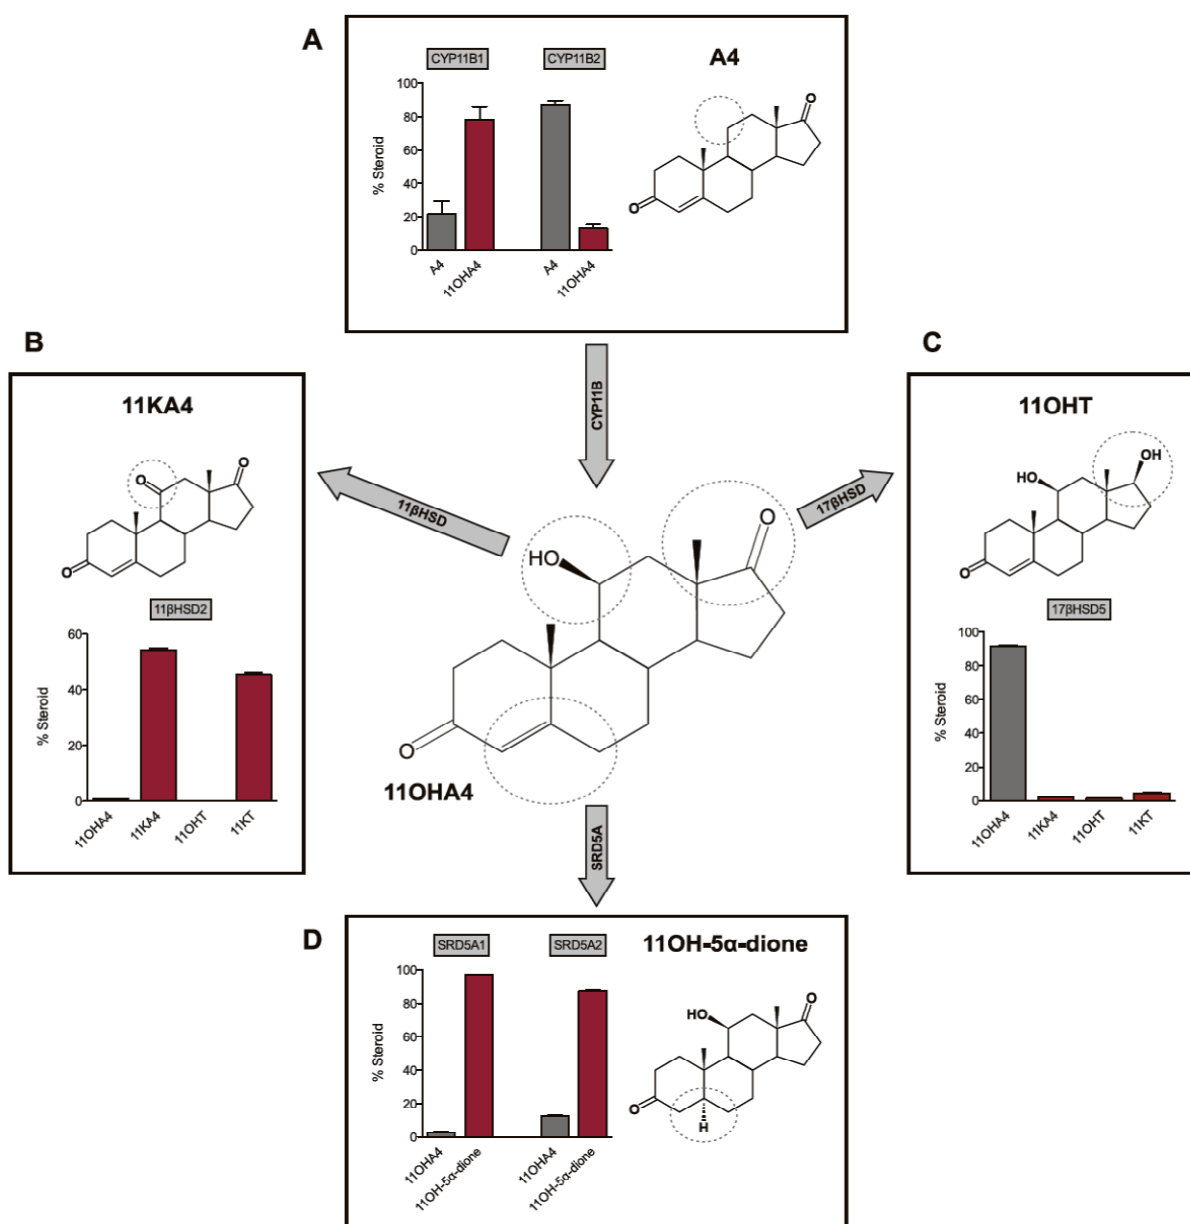 A
CYP11B1
CYP11B2
A4
% Steroid
100
80
60
40
20
0
A4
11OHA4
A4
11OHA4
O
O
B
C
11KA4
O
O
O
11βHSD2
% Steroid
60
40
20
0
11OHA4
11KA4
11OHT
11KT
CYP11B
11βHSD
17βHSD
HO
O
O
11OHA4
SRD5A
11OHT
OH
HO
O
17βHSD5
% Steroid
100
80
60
40
20
0
11OHA4
11KA4
11OHT
11KT
D
SRD5A1
SRD5A2
11OH-5α-dione
% Steroid
100
80
60
40
20
0
11OHA4
11OH-5α-dione
11OHA4
11OH-5α-dione
HO
O
O
H